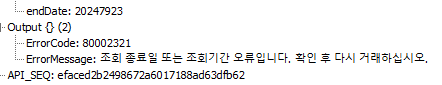 endDate: 20247923
Output {} (2)
ErrorCode: 80002321
ErrorMessage: 조회 종료일 또는 조회기간 오류입니다. 확인 후 다시 거래하십시오.
API_SEQ: efaced2b2498672a6017188ad63dfb62